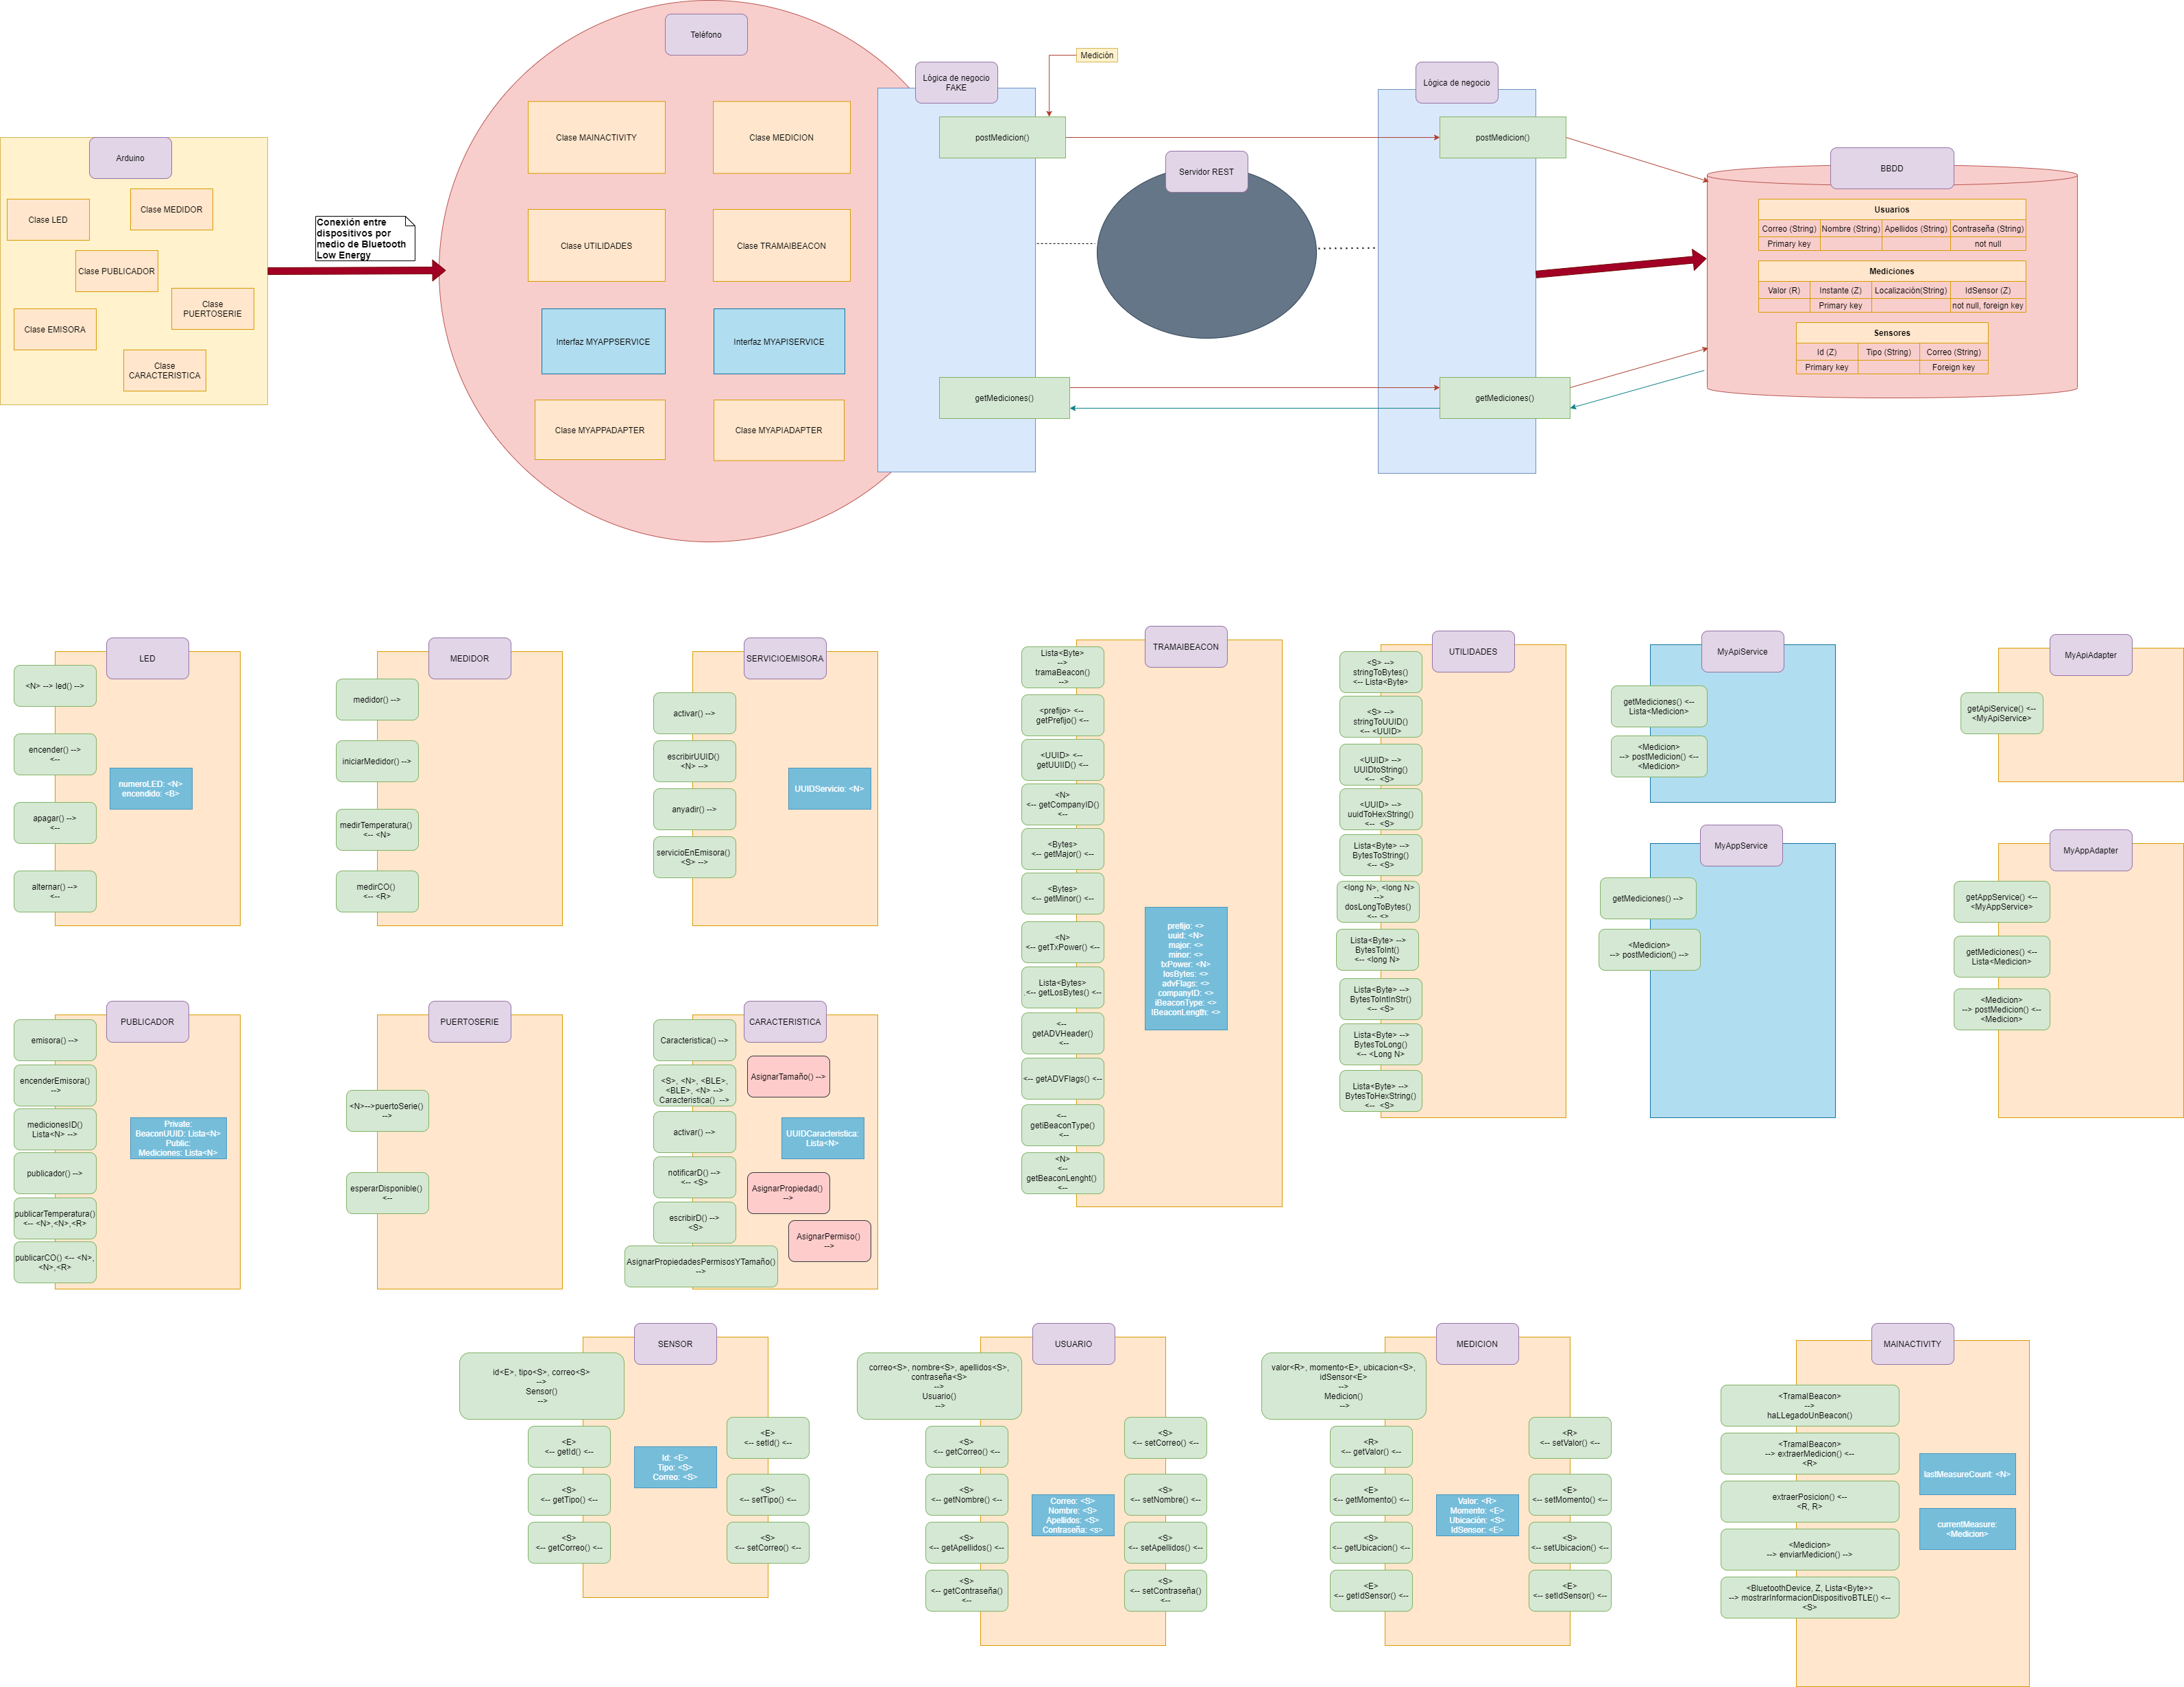 Teléfono
Medición
Lógica de negocio
FAKE
Lógica de negocio
Clase MAINACTIVITY
Clase MEDICION
postMedicion()
postMedicion()
Arduino
Servidor REST
BBDD
Clase LED
Clase MEDIDOR
Conexión entre
dispositivos por
medio de Bluetooth
Low Energy
Clase UTILIDADES
Clase TRAMAIBEACON
Usuarios
Correo (String) Nombre (String) Apellidos (String) Contraseña (String)
Primary key not null
Clase PUBLICADOR
Mediciones
Valor (R) Instante (Z) Localización(String) IdSensor (Z)
Primary key not null, foreign key
Clase
PUERTOSERIE
Clase EMISORA
Interfaz MYAPPSERVICE
Interfaz MYAPISERVICE
Sensores
Id (Z) Tipo (String) Correo (String)
Primary key Foreign key
Clase
CARACTERISTICA
getMediciones()
getMediciones()
Clase MYAPPADAPTER
Clase MYAPIADAPTER
LED
<N> --> led() -->
encender() -->
<--
apagar() -->
<--
alternar() -->
<--
numeroLED: <N>
encendido: <B>
MEDIDOR
medidor() -->
iniciarMedidor() -->
medirTemperatura()
<-- <N>
medirCO()
<-- <R>
SERVICIOEMISORA
activar() -->
escribirUUID()
<N> -->
anyadir() -->
servicioEnEmisora()
<S> -->
UUIDServicio: <N>
TRAMAIBEACON
Lista<Byte>
-->
tramaBeacon()
-->
<prefijo> <--
getPrefijo() <--
<UUID> <--
getUUIID() <--
<N>
<-- getCompanyID()
<--
<Bytes>
<-- getMajor() <--
<Bytes>
<-- getMinor() <--
<N>
<-- getTxPower() <--
Lista<Bytes>
<-- getLosBytes() <--
<--
getADVHeader()
<--
<-- getADVFlags() <--
<--
getiBeaconType()
<--
<N>
<--
getBeaconLenght()
<--
prefijo: <>
uuid: <N>
major: <>
minor: <>
txPower: <N>
losBytes: <>
advFlags: <>
companyID: <>
iBeaconType: <>
IBeaconLength: <>
UTILIDADES
<S> -->
stringToBytes()
<-- Lista<Byte>
<S> -->
stringToUUID()
<-- <UUID>
<UUID> -->
UUIDtoString()
<-- <S>
<UUID> -->
uuidToHexString()
<-- <S>
Lista<Byte> -->
BytesToString()
<-- <S>
<long N>, <long N>
-->
dosLongToBytes()
<-- <>
Lista<Byte> -->
BytesToInt()
<-- <long N>
Lista<Byte> -->
BytesToIntInStr()
<-- <S>
Lista<Byte> -->
BytesToLong()
<-- <Long N>
Lista<Byte> -->
BytesToHexString()
<-- <S>
MyApiService
getMediciones() <--
Lista<Medicion>
<Medicion>
--> postMedicion() <--
<Medicion>
MyAppService
getMediciones() -->
<Medicion>
--> postMedicion() -->
MyApiAdapter
getApiService() <--
<MyApiService>
MyAppAdapter
getAppService() <--
<MyAppService>
getMediciones() <--
Lista<Medicion>
<Medicion>
--> postMedicion() <--
<Medicion>
PUBLICADOR
emisora() -->
encenderEmisora()
-->
medicionesID()
Lista<N> -->
publicador() -->
publicarTemperatura()
<-- <N>,<N>,<R>
publicarCO() <-- <N>,
<N>,<R>
Private:
BeaconUUID: Lista<N>
Public:
Mediciones: Lista<N>
PUERTOSERIE
<N>-->puertoSerie()
-->
esperarDisponible()
<--
CARACTERISTICA
Caracteristica() -->
<S>, <N>, <BLE>,
<BLE>, <N> -->
Caracteristica() -->
activar() -->
notificarD() -->
<-- <S>
escribirD() -->
<S>
AsignarPropiedadesPermisosYTamaño()
-->
AsignarTamaño() -->
UUIDCaracteristica:
Lista<N>
AsignarPropiedad()
-->
AsignarPermiso()
-->
SENSOR
id<E>, tipo<S>, correo<S>
-->
Sensor()
-->
<E>
<-- getId() <--
<S>
<-- getTipo() <--
<S>
<-- getCorreo() <--
Id: <E>
Tipo: <S>
Correo: <S>
<E>
<-- setId() <--
<S>
<-- setTipo() <--
<S>
<-- setCorreo() <--
USUARIO
correo<S>, nombre<S>, apellidos<S>,
contraseña<S>
-->
Usuario()
-->
<S>
<-- getCorreo() <--
<S>
<-- getNombre() <--
<S>
<-- getApellidos() <--
<S>
<-- getContraseña()
<--
Correo: <S>
Nombre: <S>
Apellidos: <S>
Contraseña: <s>
<S>
<-- setCorreo() <--
<S>
<-- setNombre() <--
<S>
<-- setApellidos() <--
<S>
<-- setContraseña()
<--
MEDICION
valor<R>, momento<E>, ubicacion<S>,
idSensor<E>
-->
Medicion()
-->
<R>
<-- getValor() <--
<E>
<-- getMomento() <--
<S>
<-- getUbicacion() <--
<E>
<-- getIdSensor() <--
Valor: <R>
Momento: <E>
Ubicación: <S>
IdSensor: <E>
<R>
<-- setValor() <--
<E>
<-- setMomento() <--
<S>
<-- setUbicacion() <--
<E>
<-- setIdSensor() <--
MAINACTIVITY
<TramaIBeacon>
-->
haLLegadoUnBeacon()
<TramaIBeacon>
--> extraerMedicion() <--
<R>
extraerPosicion() <--
<R, R>
<Medicion>
--> enviarMedicion() -->
<BluetoothDevice, Z, Lista<Byte>>
--> mostrarInformacionDispositivoBTLE() <--
<S>
lastMeasureCount: <N>
currentMeasure:
<Medicion>